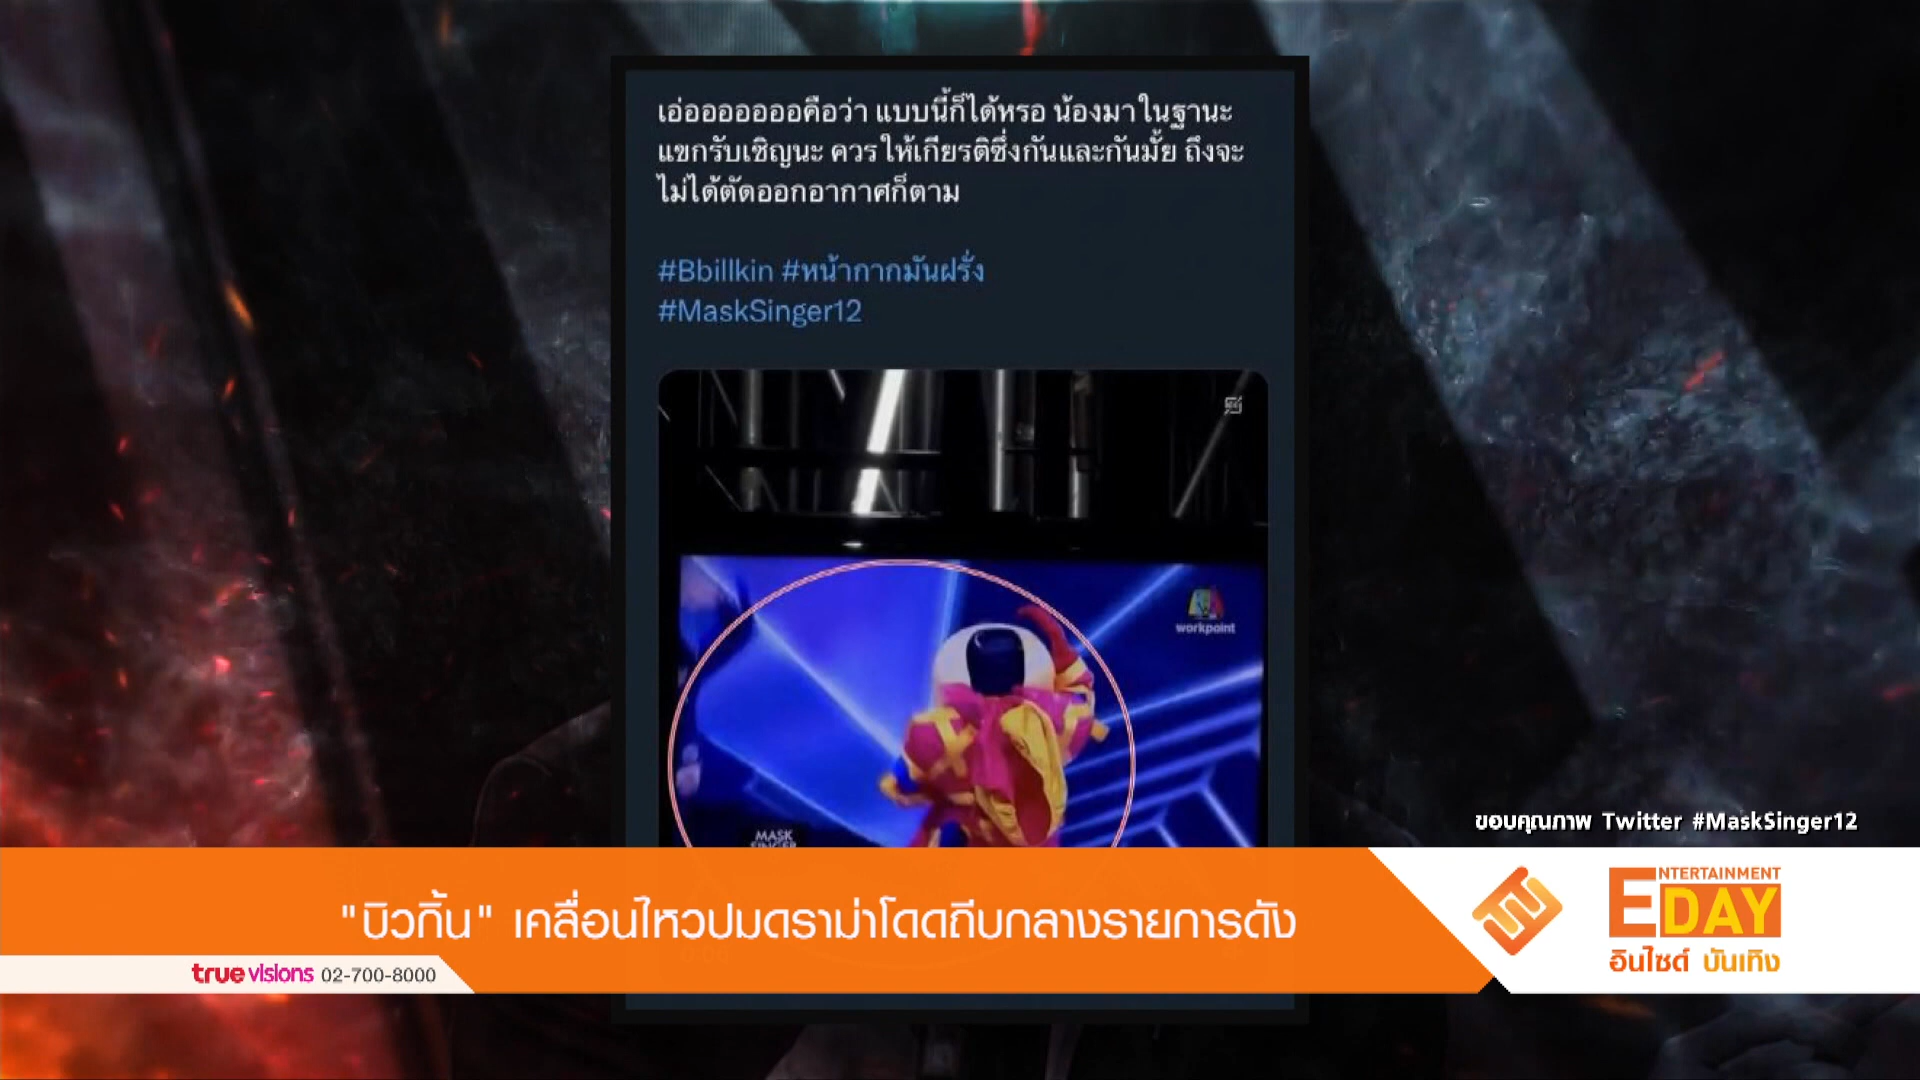 เอ่ออออออออคือว่า แบบนี้ก็ได้หรอ น้องมาในฐานะ
แขกรับเชิญนะ ควรให้เกียรติซึ่งกันและกันมั้ย ถึงจะ
ไม่ได้ตัดออกอากาศก็ตาม
#Bbillkin #หน้ากากมันฝรั่ง
#MaskSinger12
workpoint
MASK
SINGER
ขอบคุณภาพ Twitter #MaskSinger12
"บิวกิ้น" เคลื่อนไหวปมดราม่าโดดถีบกลางรายการดัง
ENTERTAINMENT
DAY
อินไซด์ บันเทิง
truevisions 02-700-8000